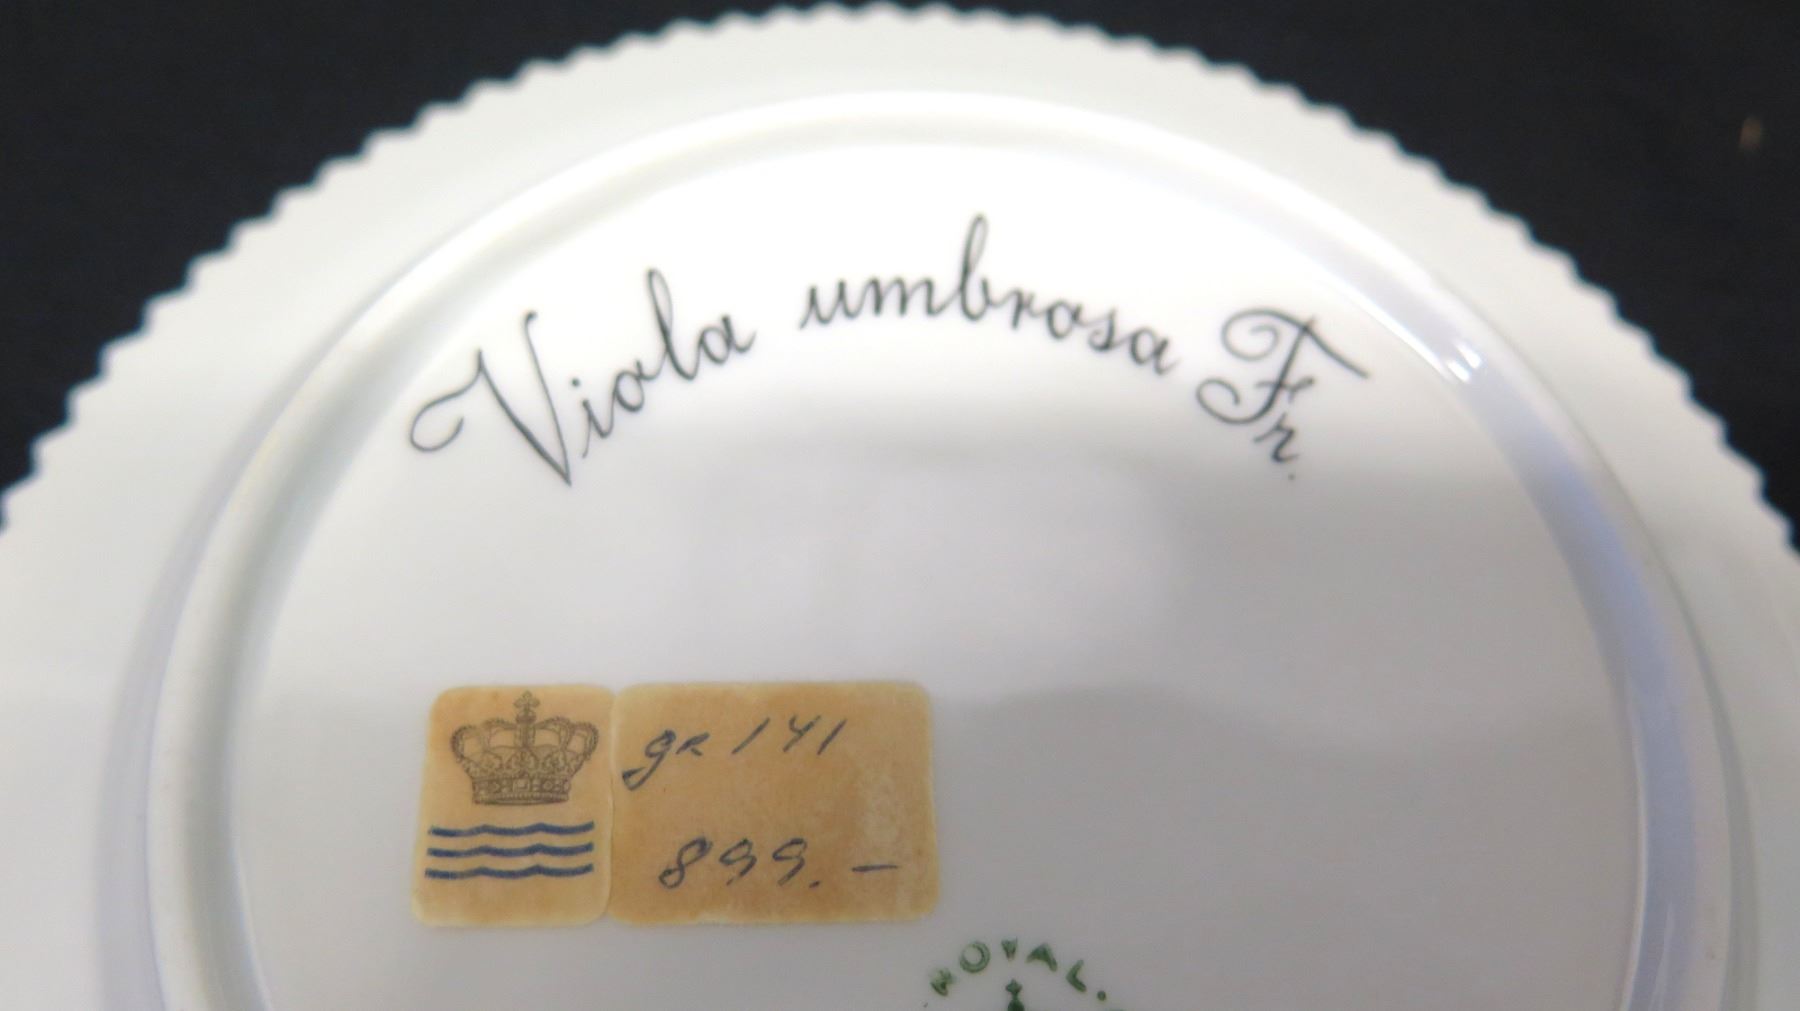 Viola umbrosa Fr.
gr 141
899.-
ROYAL.